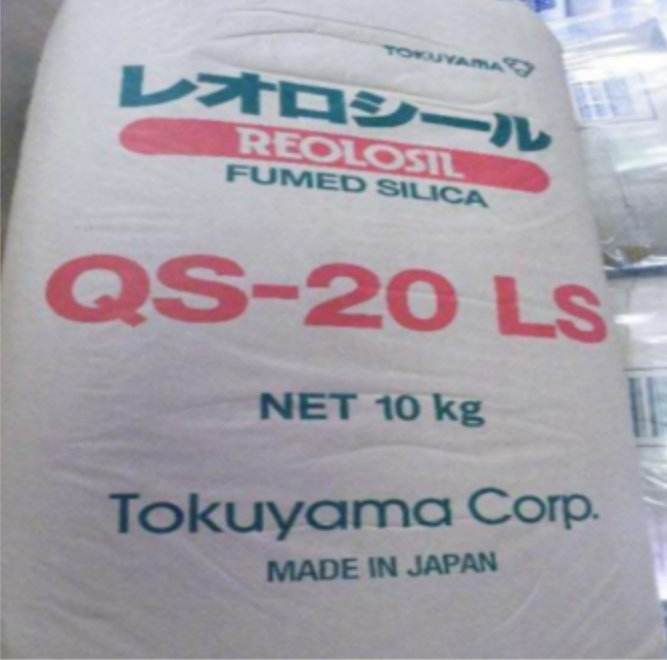 TOKUYAMA
レオロシール
REOLOSIL
FUMED SILICA
QS-20 LS
NET 10 kg
Tokuyama Corp.
MADE IN JAPAN